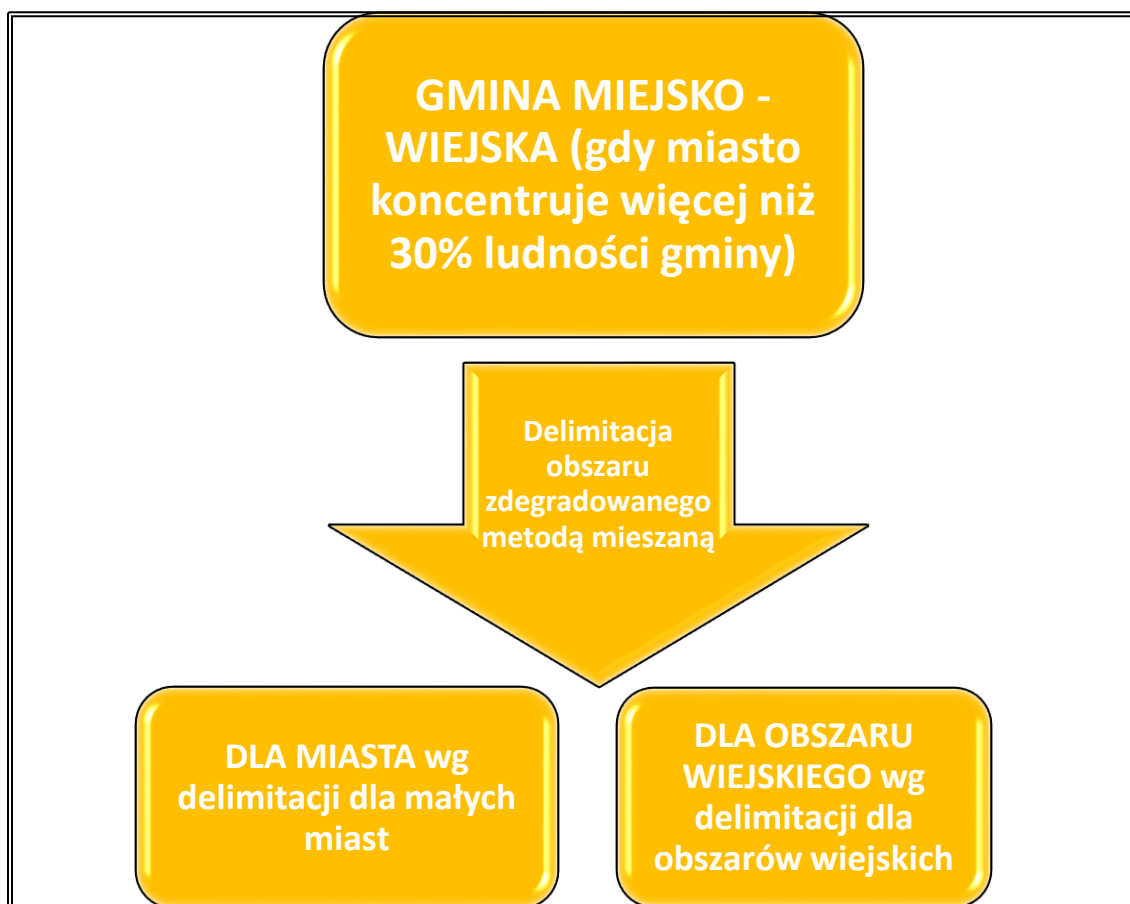 GMINA MIEJSKO -
WIEJSKA (gdy miasto
koncentruje więcej niż
30% ludności gminy)
Delimitacja
obszaru
zdegradowanego
metodą mieszaną
DLA MIASTA wg
delimitacji dla małych
miast
DLA OBSZARU
WIEJSKIEGO wg
delimitacji dla
obszarów wiejskich